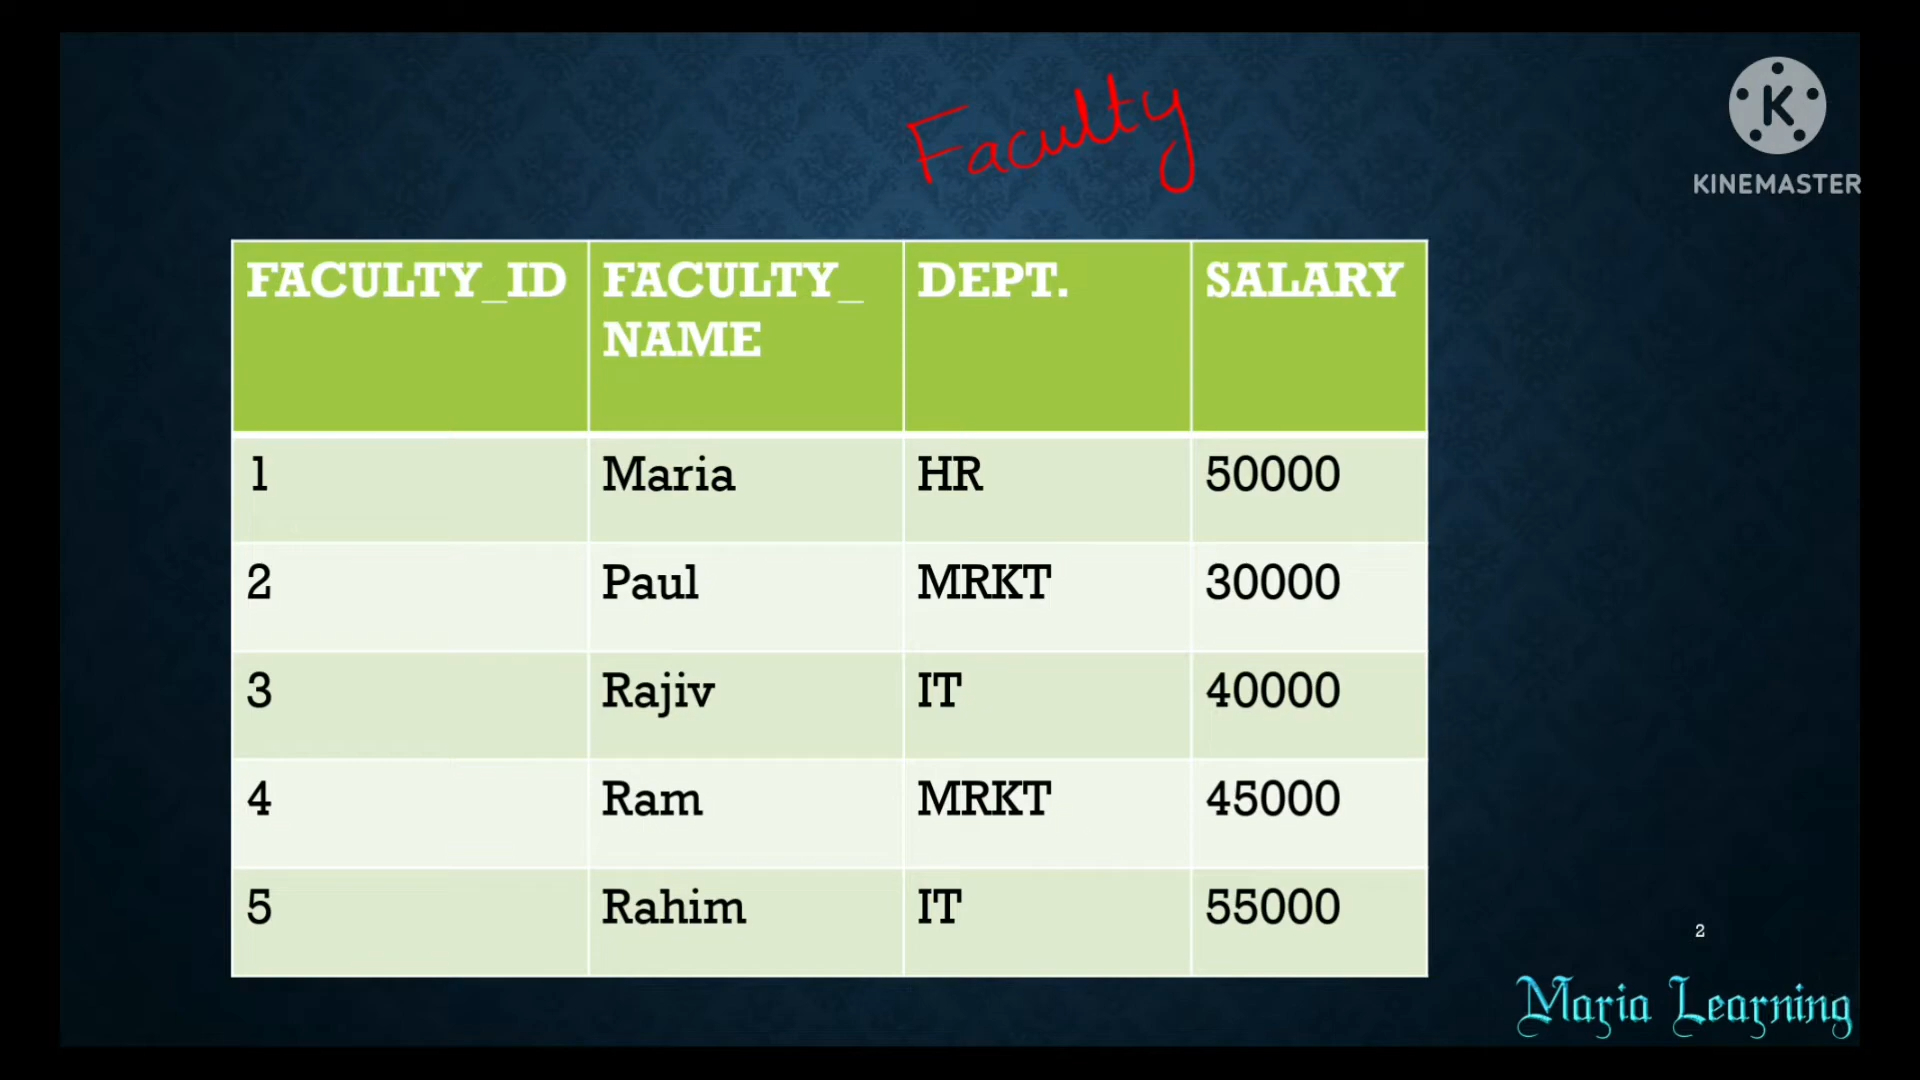 Faculty
K
KINEMASTER
FACULTY_ID FACULTY_ DEPT. SALARY
NAME
1 Maria HR 50000
2 Paul MRKT 30000
3 Rajiv IT 40000
4 Ram MRKT 45000
5 Rahim IT 55000
2
Maria Learning